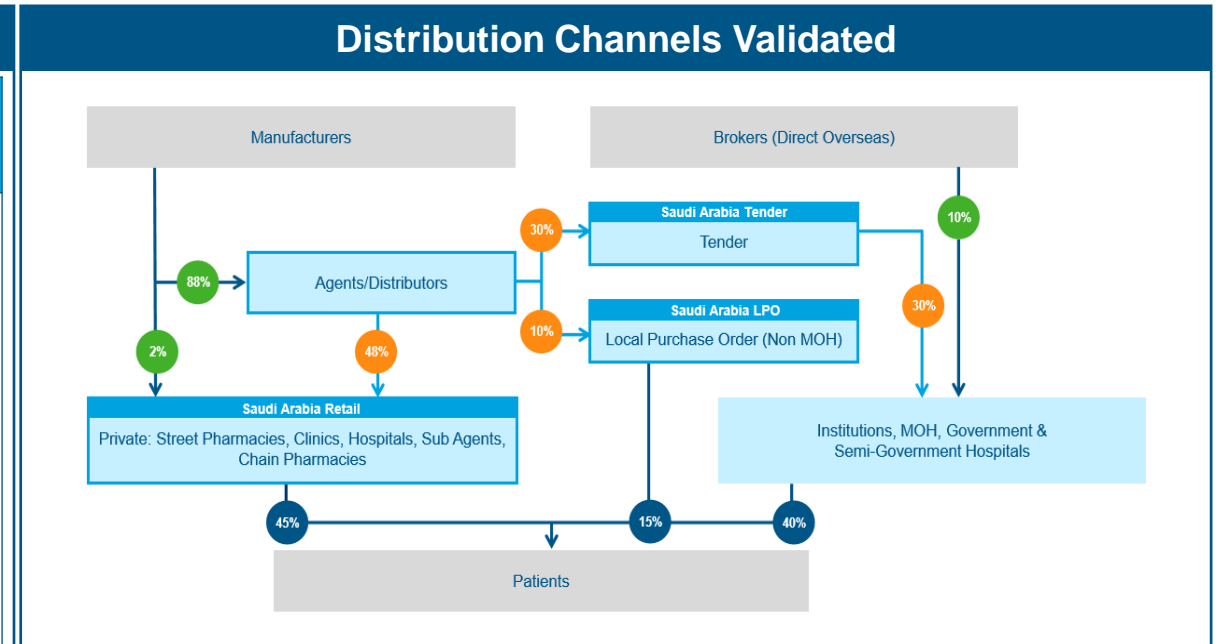 Distribution Channels Validated
Manufacturers
Brokers (Direct Overseas)
Saudi Arabia Tender
Tender
10%
30%
88%
Agents/Distributors
30%
Saudi Arabia LPO
Local Purchase Order (Non MOH)
10%
2%
48%
Saudi Arabia Retail
Private: Street Pharmacies, Clinics, Hospitals, Sub Agents,
Chain Pharmacies
Institutions, MOH, Government &
Semi-Government Hospitals
45%
15%
40%
Patients